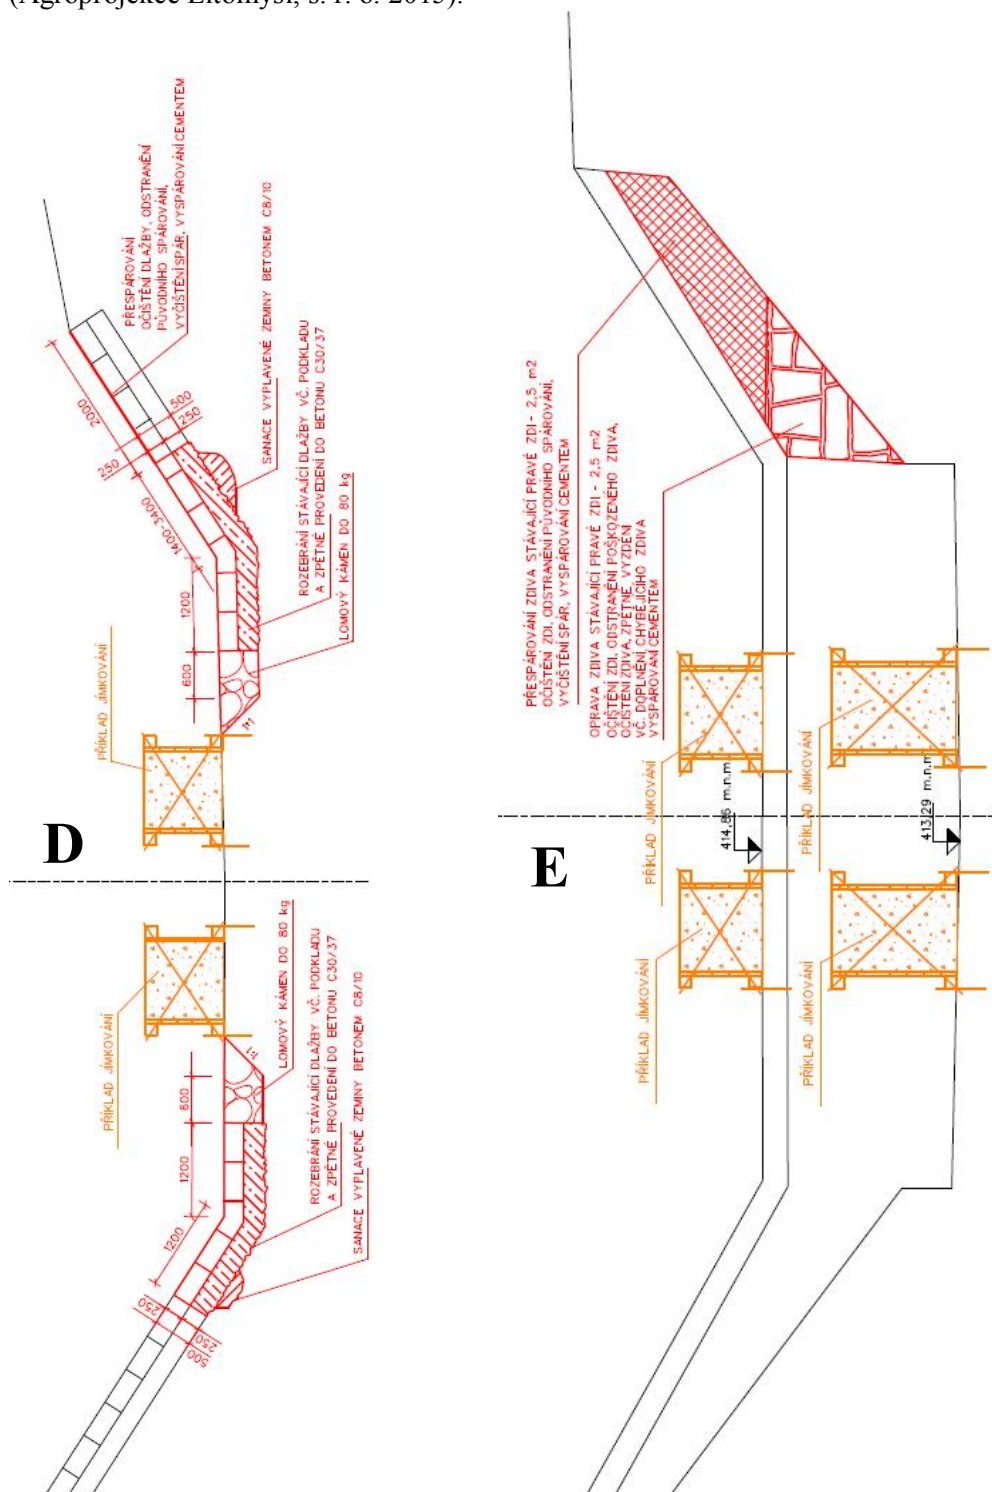 (Agroprojekce Litomyšl, s. r. o. 2015).
PŘESPÁROVÁNÍ
OČIŠTĚNÍ DLAŽBY, ODSTRANĚNÍ
PŮVODNÍHO SPÁROVÁNÍ,
VYČIŠTĚNÍ SPÁR, VYSPÁROVÁNÍ CEMENTEM
SANACE VYPLAVENÉ ZEMINY BETONEM C8/10
ROZEBRÁNÍ STÁVAJÍCÍ DLAŽBY VČ. PODKLADU
A ZPĚTNÉ PROVEDENÍ DO BETONU C30/37
LOMOVÝ KÁMEN DO 80 kg
2000
250
500
250
1400-3400
1200
600
1:1
PŘÍKLAD JÍMKOVÁNÍ
D
PŘÍKLAD JÍMKOVÁNÍ
1:1
600
1200
1200
250
250
500
LOMOVÝ KÁMEN DO 80 kg
ROZEBRÁNÍ STÁVAJÍCÍ DLAŽBY VČ. PODKLADU
A ZPĚTNÉ PROVEDENÍ DO BETONU C30/37
SANACE VYPLAVENÉ ZEMINY BETONEM C8/10
PŘESPÁROVÁNÍ ZDIVA STÁVAJÍCÍ PRAVÉ ZDI - 2,5 m2
OČIŠTĚNÍ ZDI, ODSTRANĚNÍ PŮVODNÍHO SPÁROVÁNÍ,
VYČIŠTĚNÍ SPÁR, VYSPÁROVÁNÍ CEMENTEM
OPRAVA ZDIVA STÁVAJÍCÍ PRAVÉ ZDI - 2,5 m2
OČIŠTĚNÍ ZDI, ODSTRANĚNÍ POŠKOZENÉHO ZDIVA,
OČIŠTĚNÍ ZDIVA, ZPĚTNÉ VYZDĚNÍ
VČ. DOPLNĚNÍ CHYBĚJÍCÍHO ZDIVA
VYSPÁROVÁNÍ CEMENTEM
PŘÍKLAD JÍMKOVÁNÍ
PŘÍKLAD JÍMKOVÁNÍ
414,86 m.n.m
413,29 m.n.m
E
PŘÍKLAD JÍMKOVÁNÍ
PŘÍKLAD JÍMKOVÁNÍ